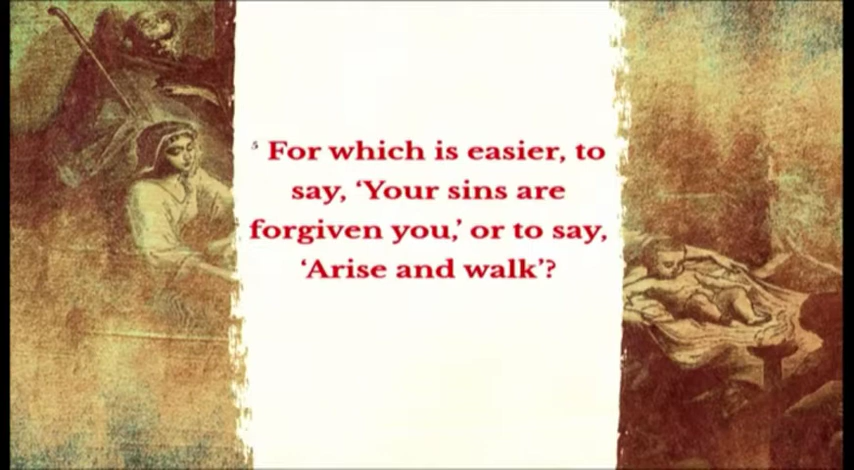 ⁵ For which is easier, to
say, ‘Your sins are
forgiven you,’ or to say,
‘Arise and walk’?